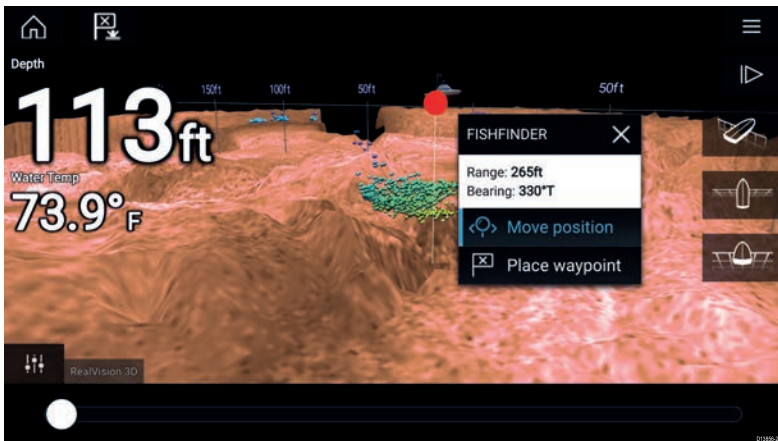 Depth
113ft
Water Temp
73.9°F
150ft
100ft
50ft
50ft
FISHFINDER
Range: 265ft
Bearing: 330°T
Move position
Place waypoint
RealVision 3D